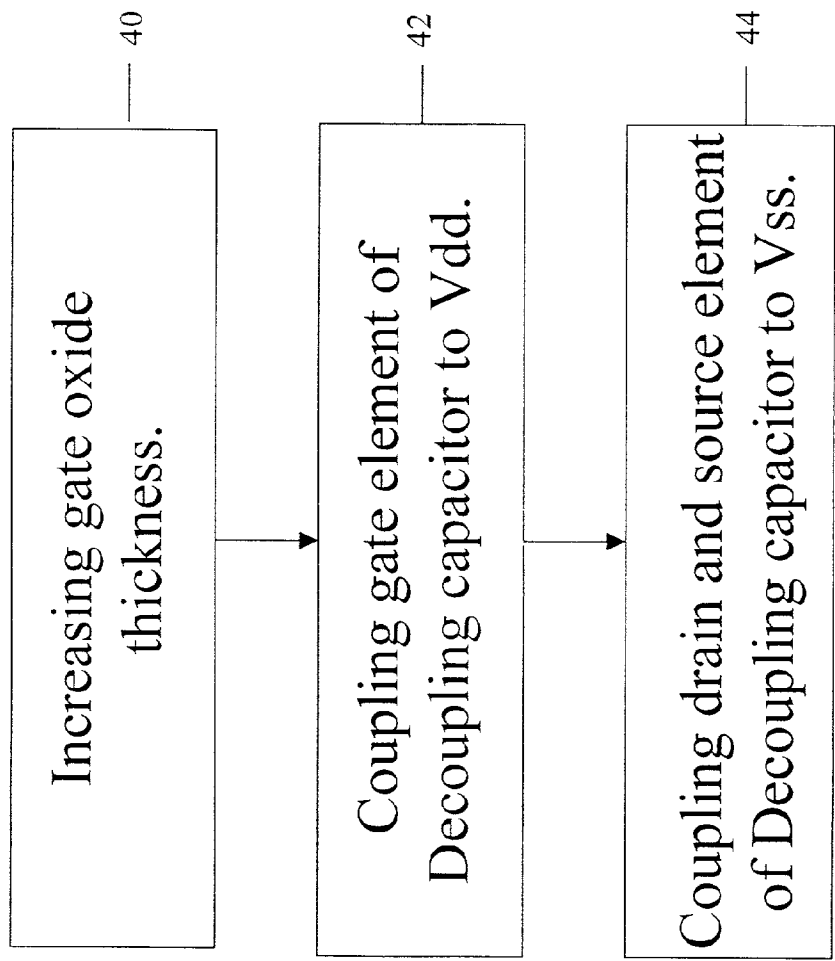 Increasing gate oxide
thickness.
40
Coupling gate element of
Decoupling capacitor to Vdd.
42
Coupling drain and source element
of Decoupling capacitor to Vss.
44